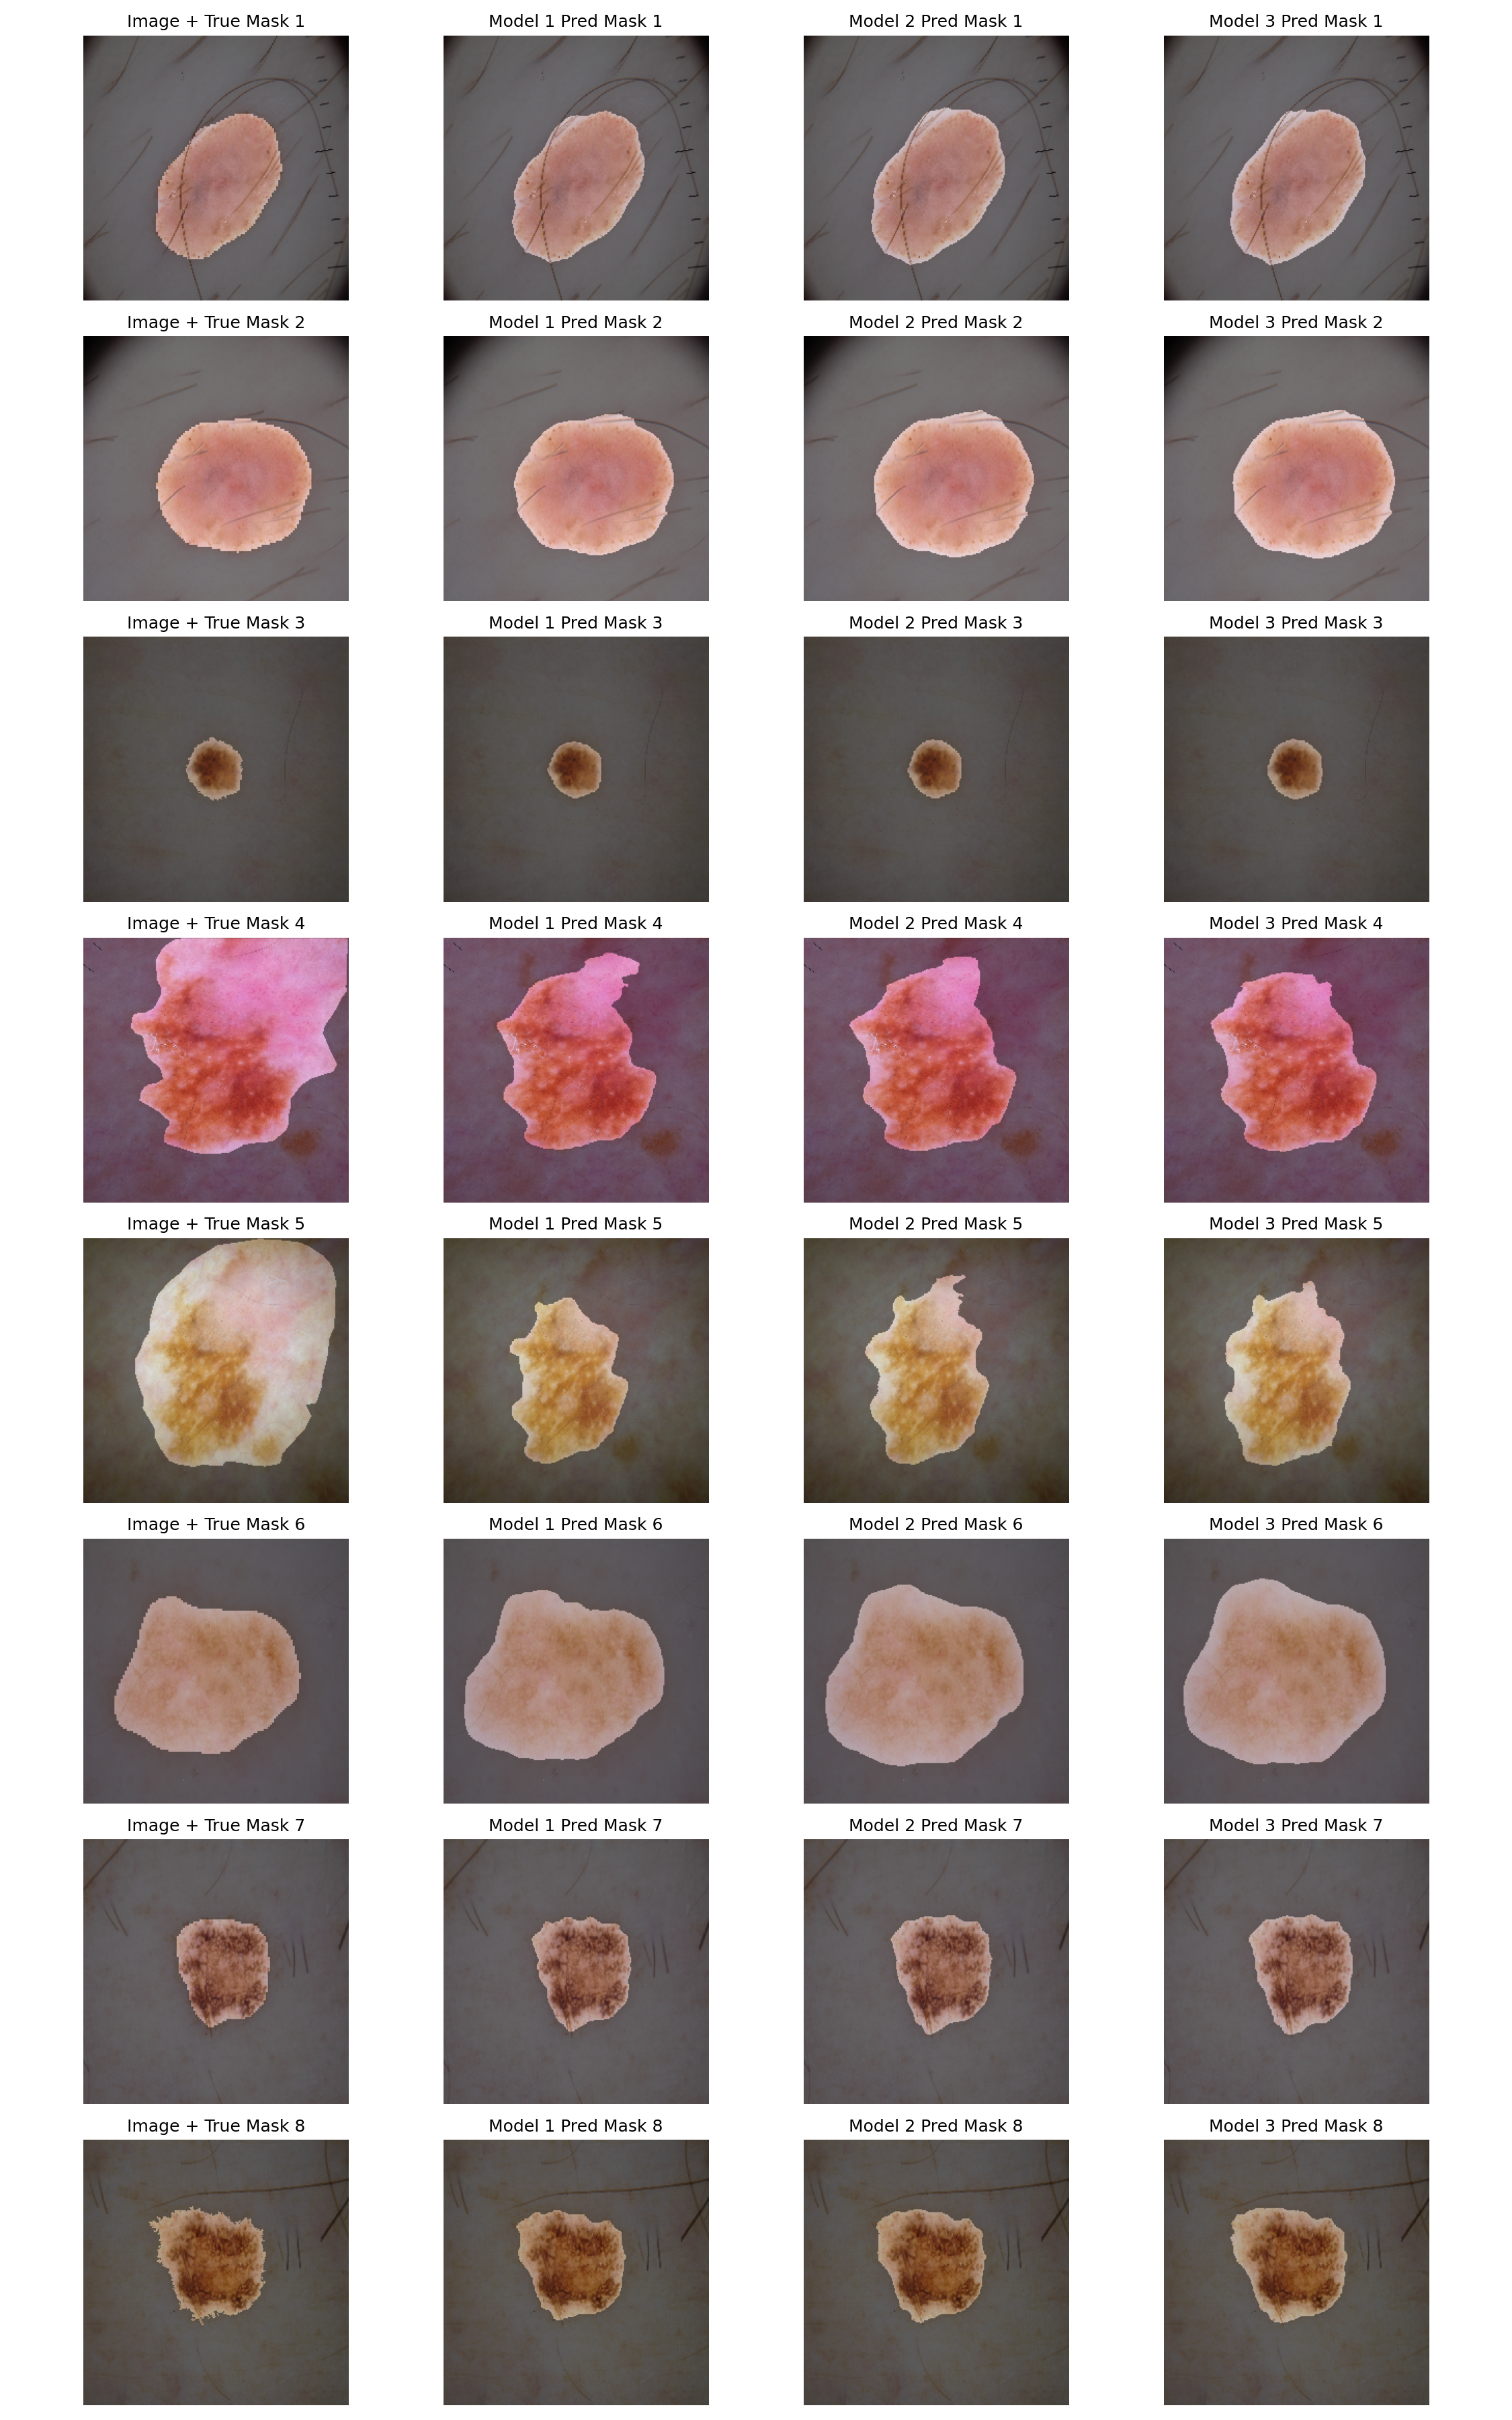 Image + True Mask 1 Model 1 Pred Mask 1 Model 2 Pred Mask 1 Model 3 Pred Mask 1
Image + True Mask 2 Model 1 Pred Mask 2 Model 2 Pred Mask 2 Model 3 Pred Mask 2
Image + True Mask 3 Model 1 Pred Mask 3 Model 2 Pred Mask 3 Model 3 Pred Mask 3
Image + True Mask 4 Model 1 Pred Mask 4 Model 2 Pred Mask 4 Model 3 Pred Mask 4
Image + True Mask 5 Model 1 Pred Mask 5 Model 2 Pred Mask 5 Model 3 Pred Mask 5
Image + True Mask 6 Model 1 Pred Mask 6 Model 2 Pred Mask 6 Model 3 Pred Mask 6
Image + True Mask 7 Model 1 Pred Mask 7 Model 2 Pred Mask 7 Model 3 Pred Mask 7
Image + True Mask 8 Model 1 Pred Mask 8 Model 2 Pred Mask 8 Model 3 Pred Mask 8